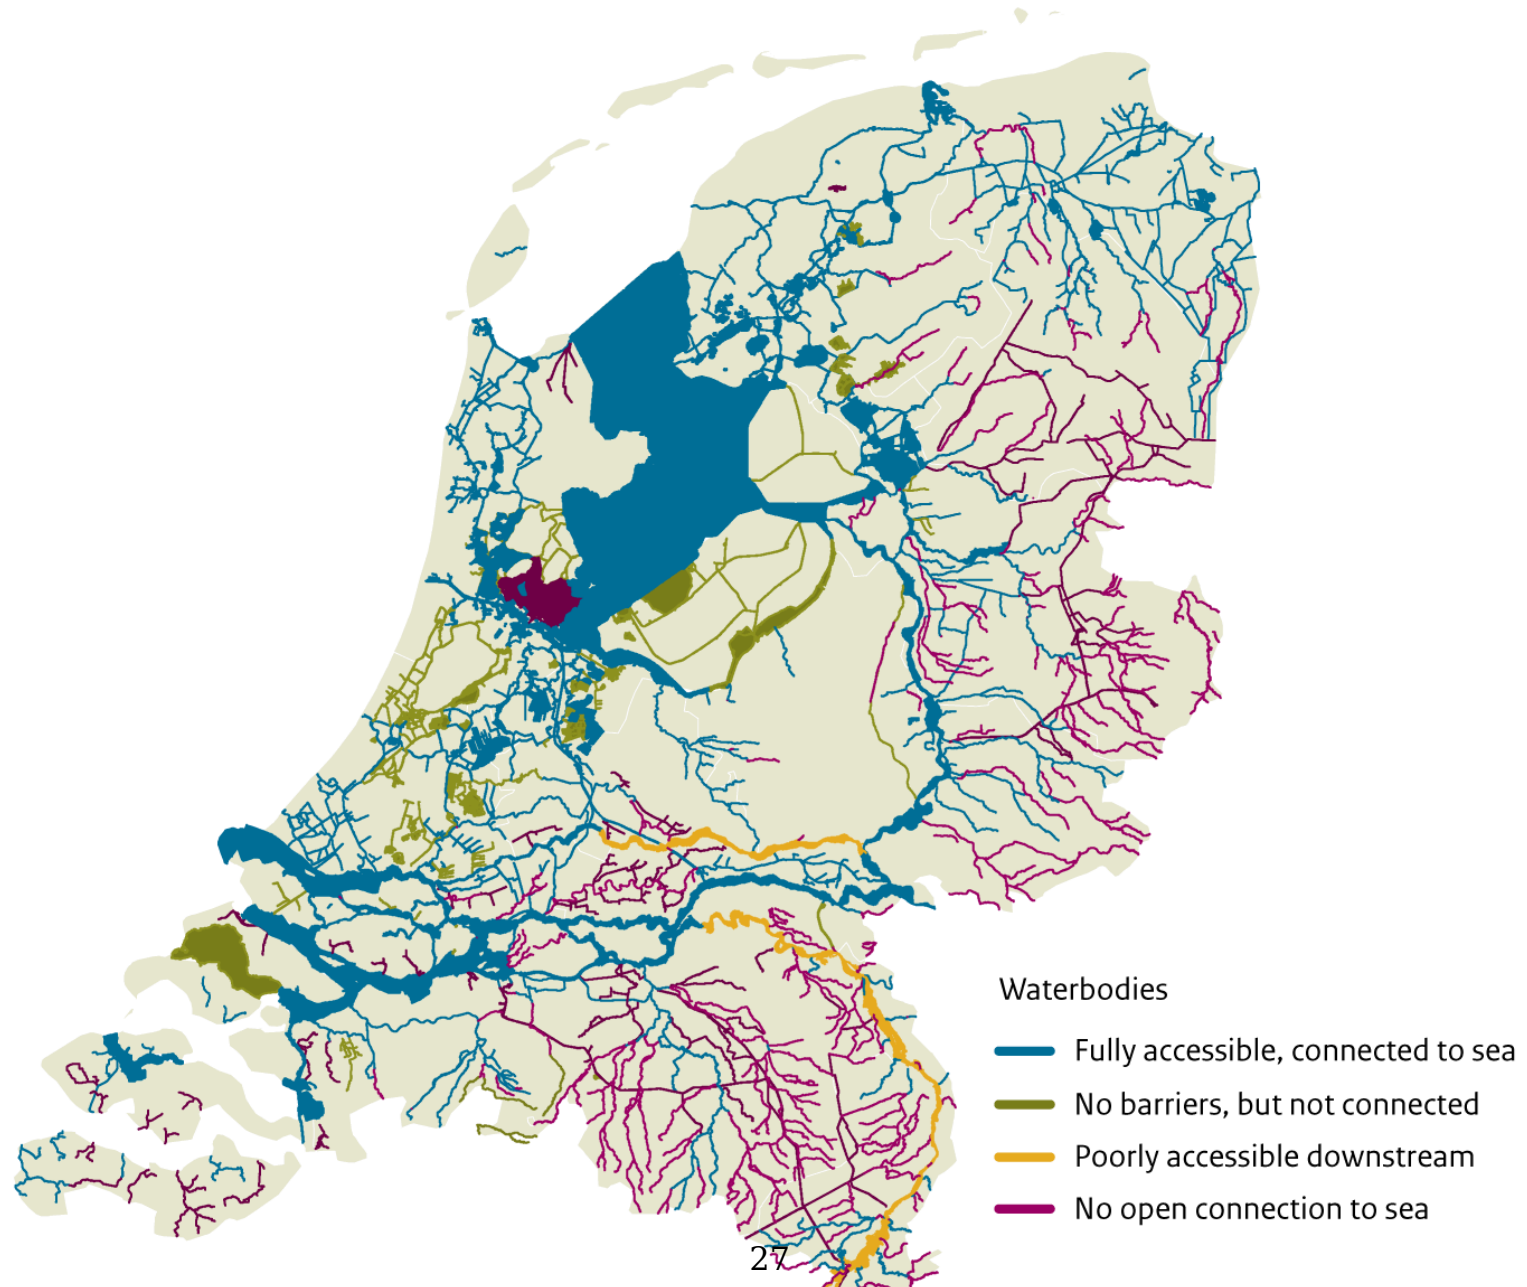 Waterbodies
Fully accessible, connected to sea
No barriers, but not connected
Poorly accessible downstream
No open connection to sea
27